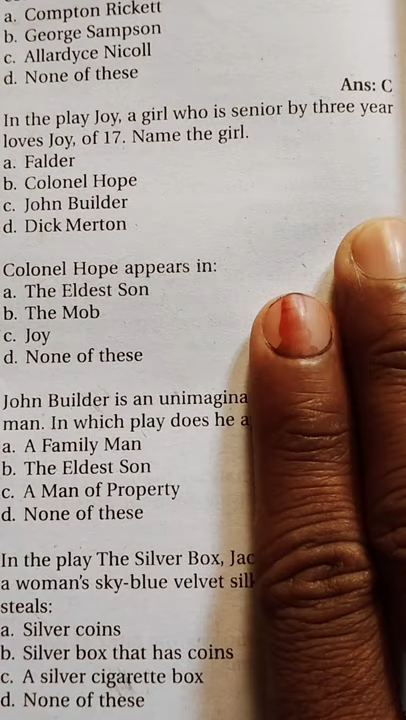 a. Compton Rickett
b. George Sampson
c. Allardyce Nicoll
d. None of these
Ans: C
In the play Joy, a girl who is senior by three year
loves Joy, of 17. Name the girl.
a. Falder
b. Colonel Hope
c. John Builder
d. Dick Merton
Colonel Hope appears in:
a. The Eldest Son
b. The Mob
c. Joy
d. None of these
John Builder is an unimagina
man. In which play does he a
a. A Family Man
b. The Eldest Son
c. A Man of Property
d. None of these
In the play The Silver Box, Jac
a woman's sky-blue velvet sil
steals:
a. Silver coins
b. Silver box that has coins
c. A silver cigarette box
d. None of these